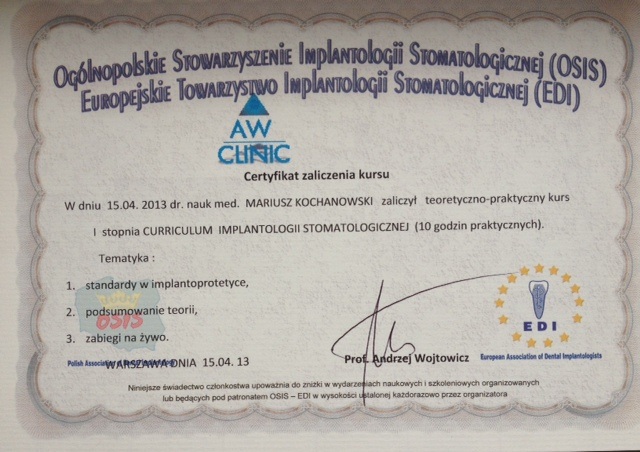 Ogólnopolskie Stowarzyszenie Implantologii Stomatologicznej (OSIS)
Europejskie Towarzystwo Implantologii Stomatologicznej (EDI)
AW
CLINIC
Certyfikat zaliczenia kursu
W dniu 15.04. 2013 dr. nauk med. MARIUSZ KOCHANOWSKI zaliczył teoretyczno-praktyczny kurs
I stopnia CURRICULUM IMPLANTOLOGII STOMATOLOGICZNEJ (10 godzin praktycznych).
Tematyka :
1. standardy w implantoprotetyce,
2. podsumowanie teorii,
3. zabiegi na żywo.
OSIS
EDI
Polish Association of
WARSZAWA DNIA 15.04. 13
Prof. Andrzej Wojtowicz
European Association of Dental Implantologists
Niniejsze świadectwo członkostwa upoważnia do zniżki w wydarzeniach naukowych i szkoleniowych organizowanych
lub będących pod patronatem OSIS – EDI w wysokości ustalonej każdorazowo przez organizatora